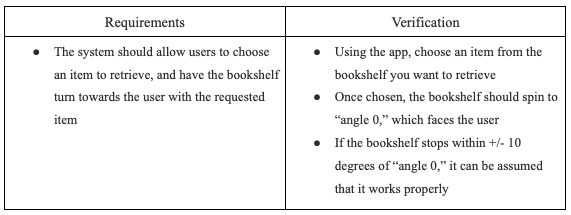 Requirements
Verification
● The system should allow users to choose
an item to retrieve, and have the bookshelf
turn towards the user with the requested
item
● Using the app, choose an item from the
bookshelf you want to retrieve
● Once chosen, the bookshelf should spin to
“angle 0,” which faces the user
● If the bookshelf stops within +/- 10
degrees of “angle 0,” it can be assumed
that it works properly